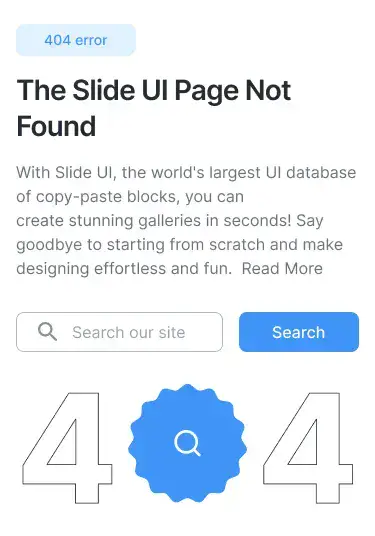 404 error
The Slide UI Page Not
Found
With Slide UI, the world's largest UI database
of copy-paste blocks, you can
create stunning galleries in seconds! Say
goodbye to starting from scratch and make
designing effortless and fun.  Read More
Search our site
Search
4 4